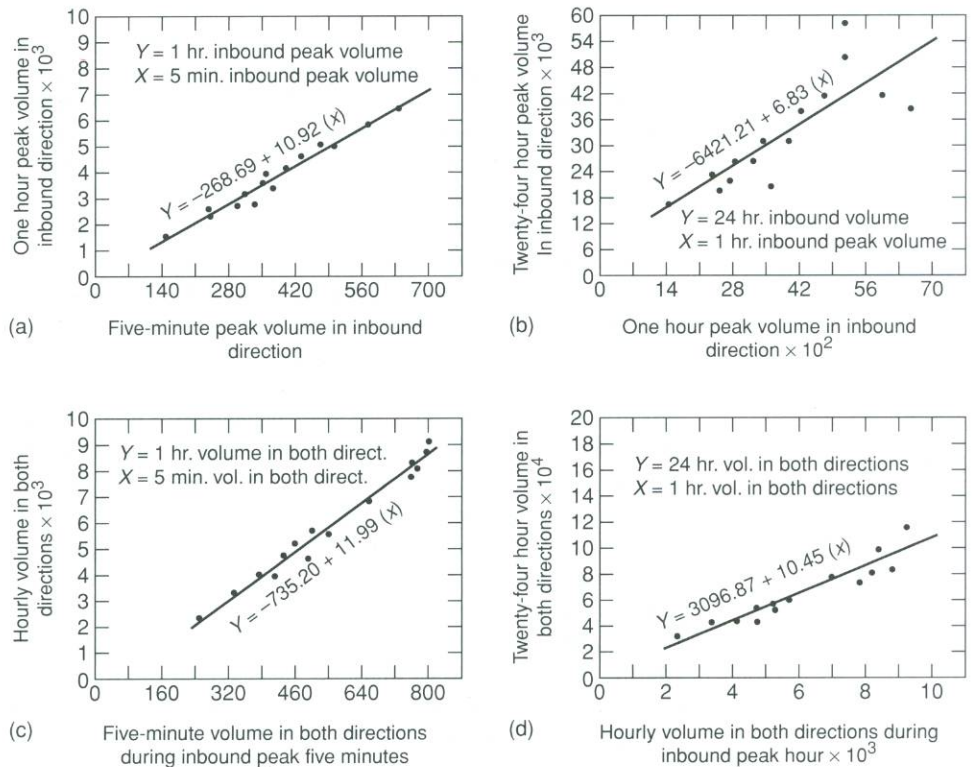 One hour peak volume in
inbound direction × 10³
10
9
8
7
6
5
4
3
2
1
0
Y = 1 hr. inbound peak volume
X = 5 min. inbound peak volume
Y = –268.69 + 10.92 (x)
0 140 280 420 560 700
(a)
Five-minute peak volume in inbound
direction
Twenty-four hour peak volume
In inbound direction × 10³
60
54
48
42
36
30
24
18
12
6
0
Y = –6421.21 + 6.83 (x)
Y = 24 hr. inbound volume
X = 1 hr. inbound peak volume
0 14 28 42 56 70
(b)
One hour peak volume in inbound
direction × 10²
Hourly volume in both
directions × 10³
10
9
8
7
6
5
4
3
2
1
0
Y = 1 hr. volume in both direct.
X = 5 min. vol. in both direct.
Y = –735.20 + 11.99 (x)
0 160 320 460 640 800
(c)
Five-minute volume in both directions
during inbound peak five minutes
Twenty-four hour volume in
both directions × 10⁴
20
18
16
14
12
10
8
6
4
2
0
Y = 24 hr. vol. in both directions
X = 1 hr. vol. in both directions
Y = 3096.87 + 10.45 (x)
0 2 4 6 8 10
(d)
Hourly volume in both directions during
inbound peak hour × 10³